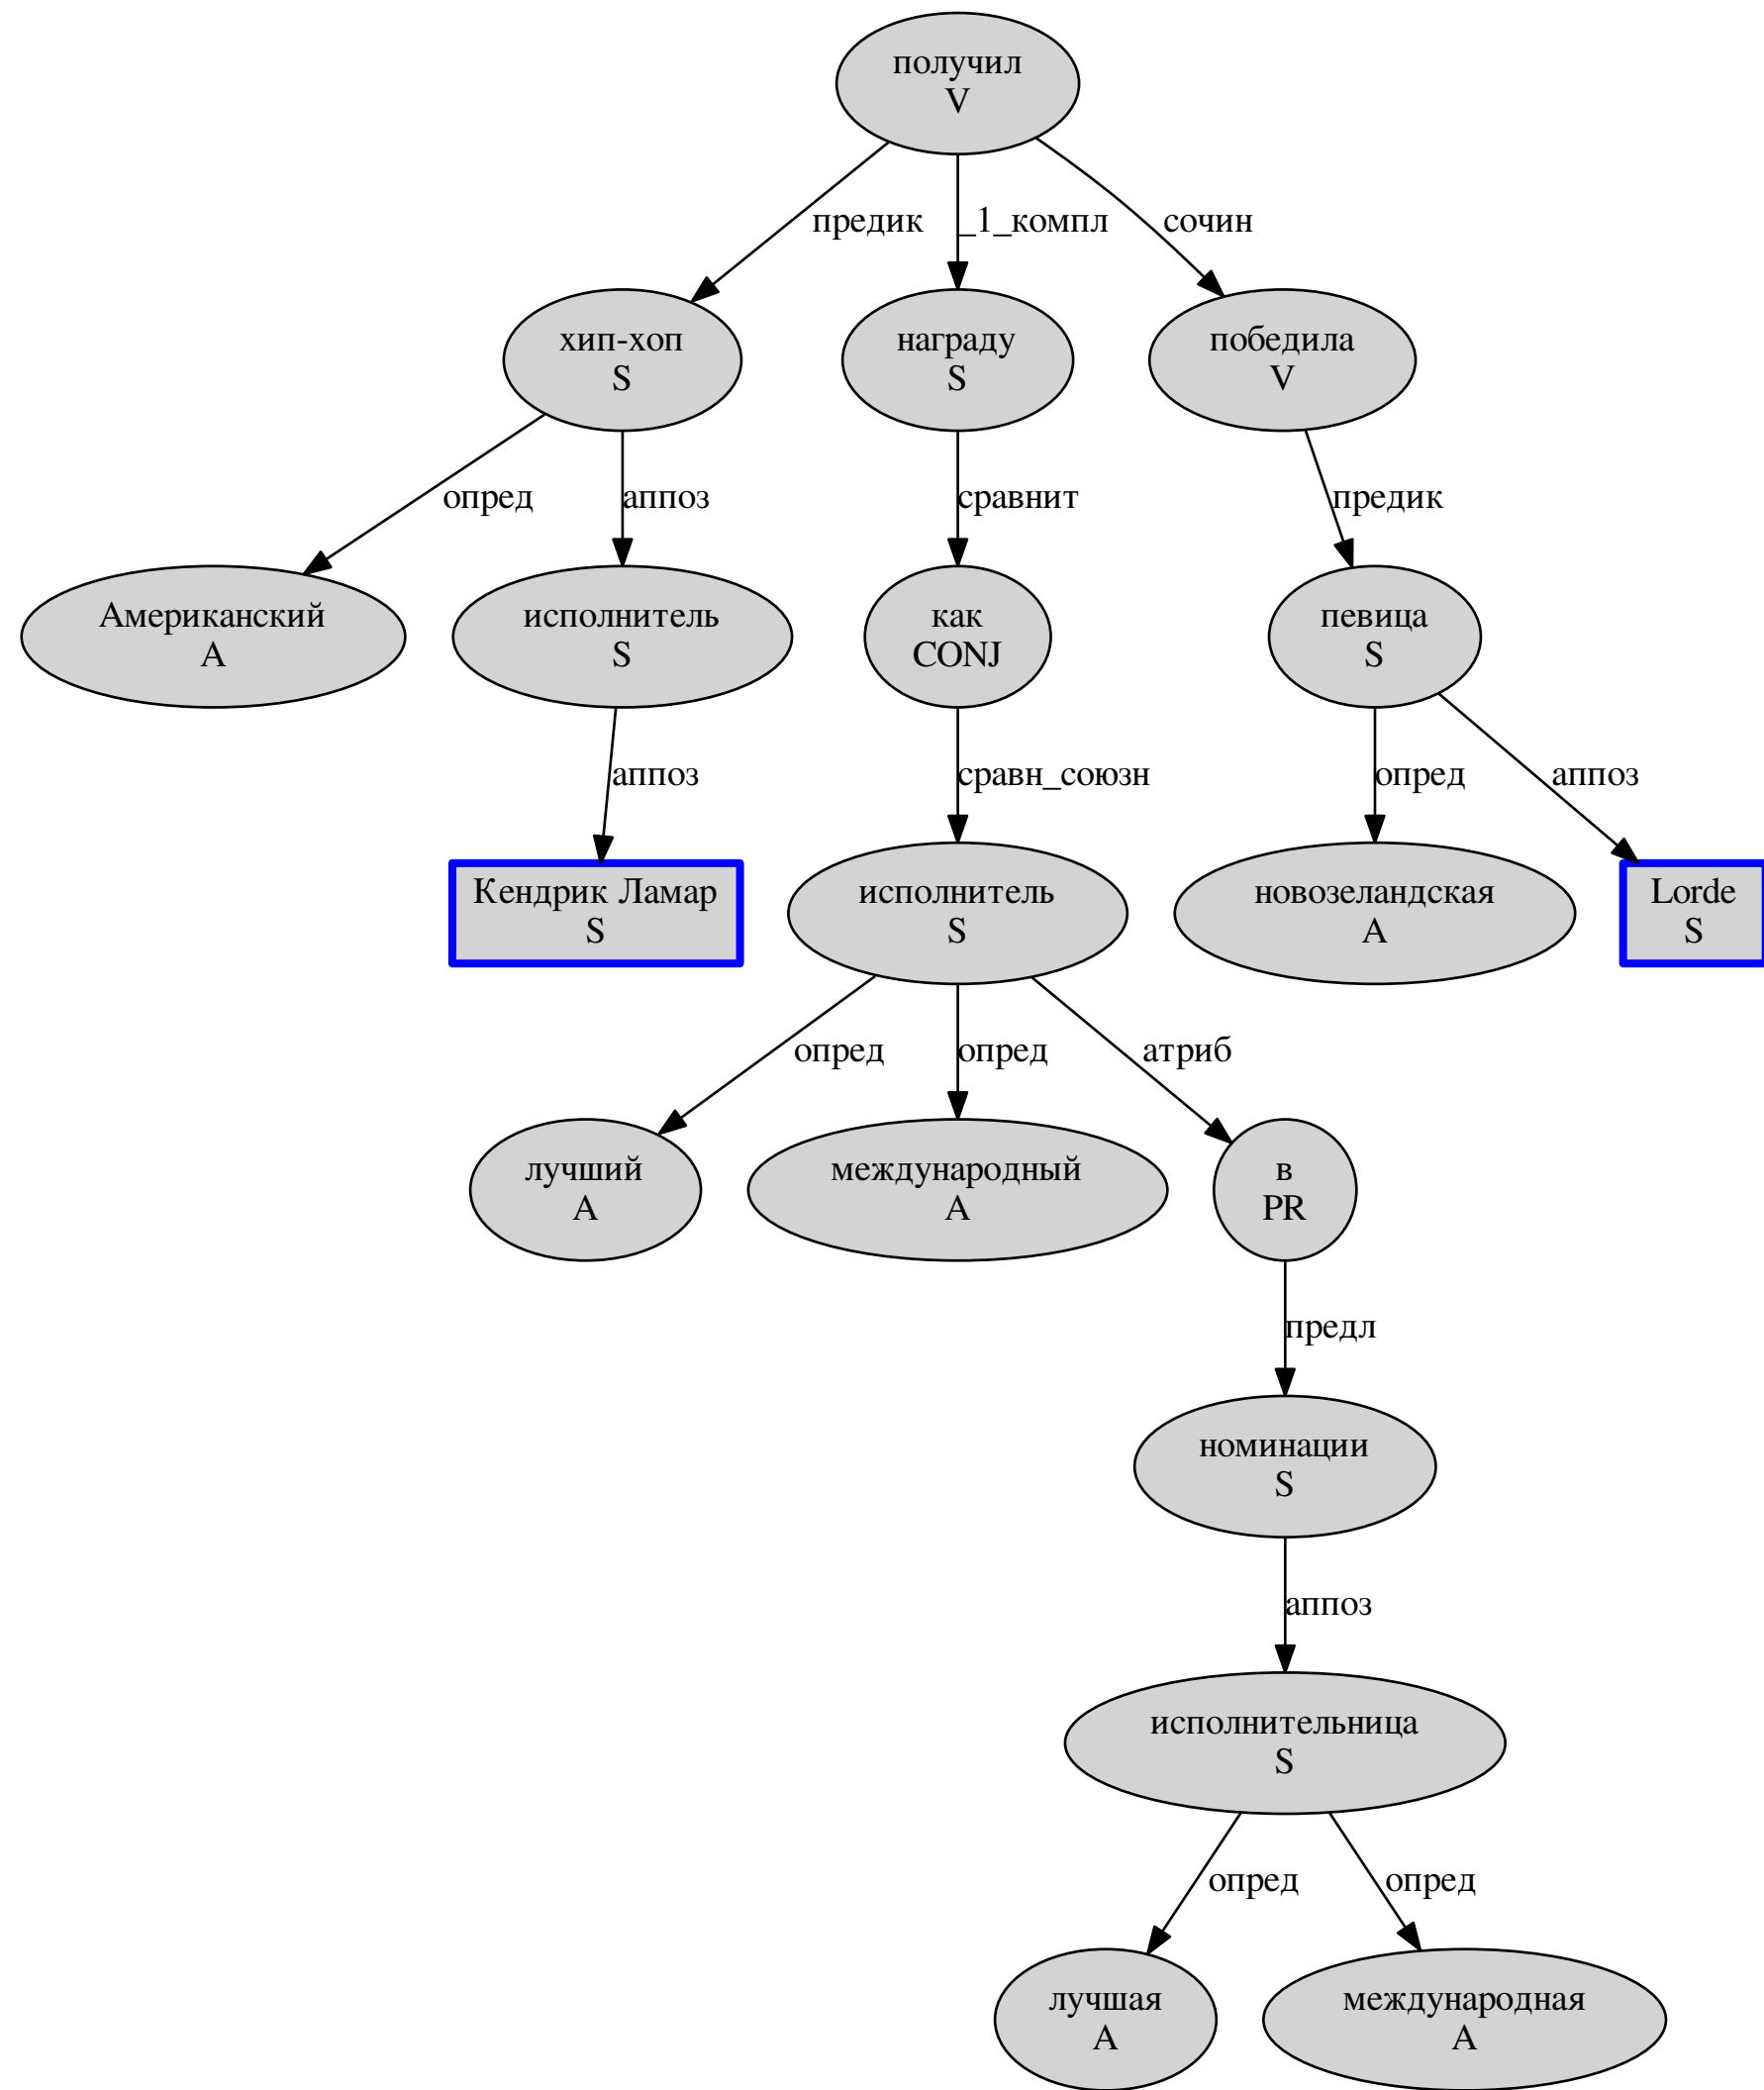 получил
V
предик
_1_компл
сочин
хип-хоп
S
награду
S
победила
V
опред
аппоз
сравнит
предик
Американский
A
исполнитель
S
как
CONJ
певица
S
аппоз
сравн_союзн
опред
аппоз
Кендрик Ламар
S
исполнитель
S
новозеландская
A
Lorde
S
опред
опред
атриб
лучший
A
международный
A
в
PR
предл
номинации
S
аппоз
исполнительница
S
опред
опред
лучшая
A
международная
A